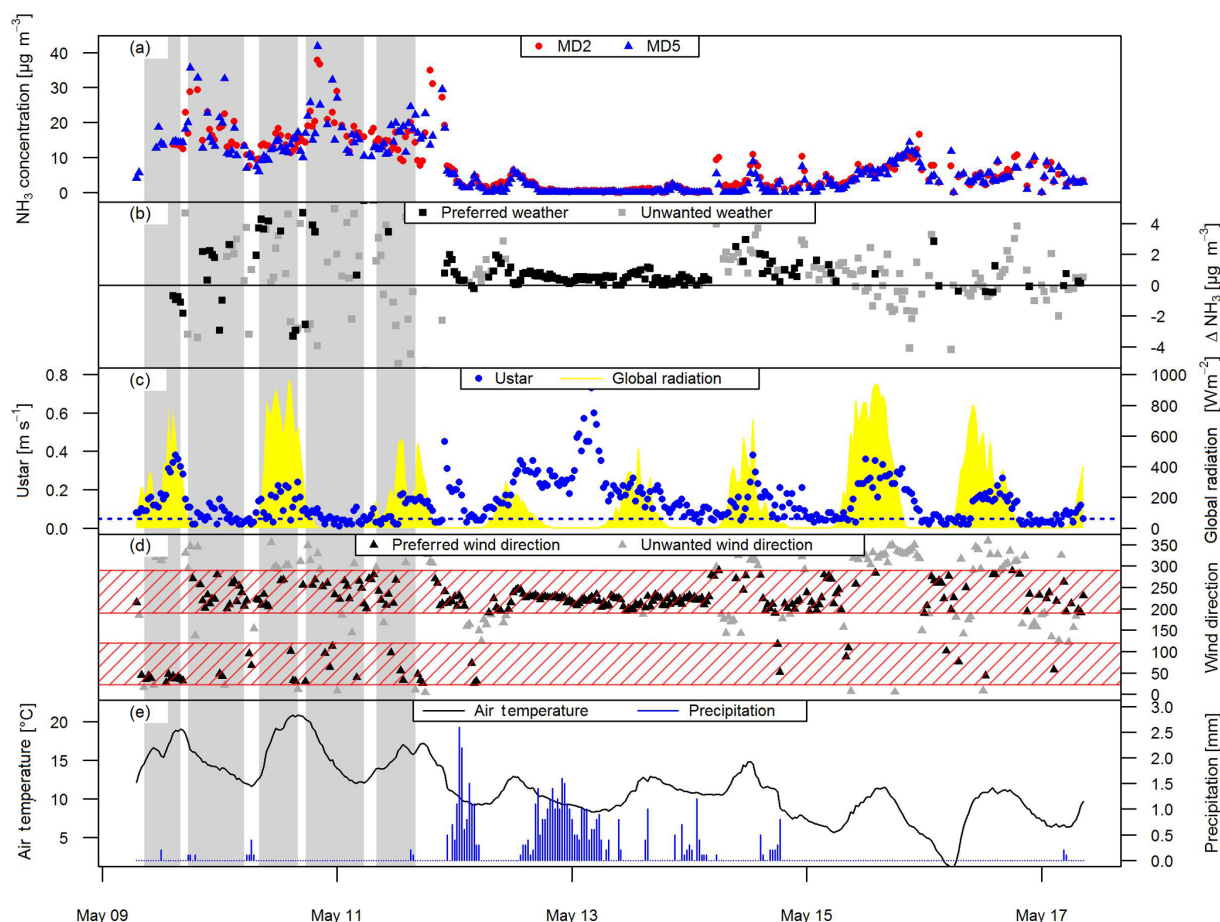 (a)
MD2 MD5
NH3 concentration [µg m−3]
0 10 20 30 40
(b)
Preferred weather Unwanted weather
Δ NH3 [µg m−3]
-4 -2 0 2 4
(c)
Ustar Global radiation
Ustar [m s−1]
0.0 0.2 0.4 0.6 0.8
Global radiation [Wm−2]
0 200 400 600 800 1000
(d)
Preferred wind direction Unwanted wind direction
Wind direction
0 50 100 150 200 250 300 350
(e)
Air temperature Precipitation
Air temperature [°C]
5 10 15 20
Precipitation [mm]
0.0 0.5 1.0 1.5 2.0 2.5 3.0
May 09 May 11 May 13 May 15 May 17